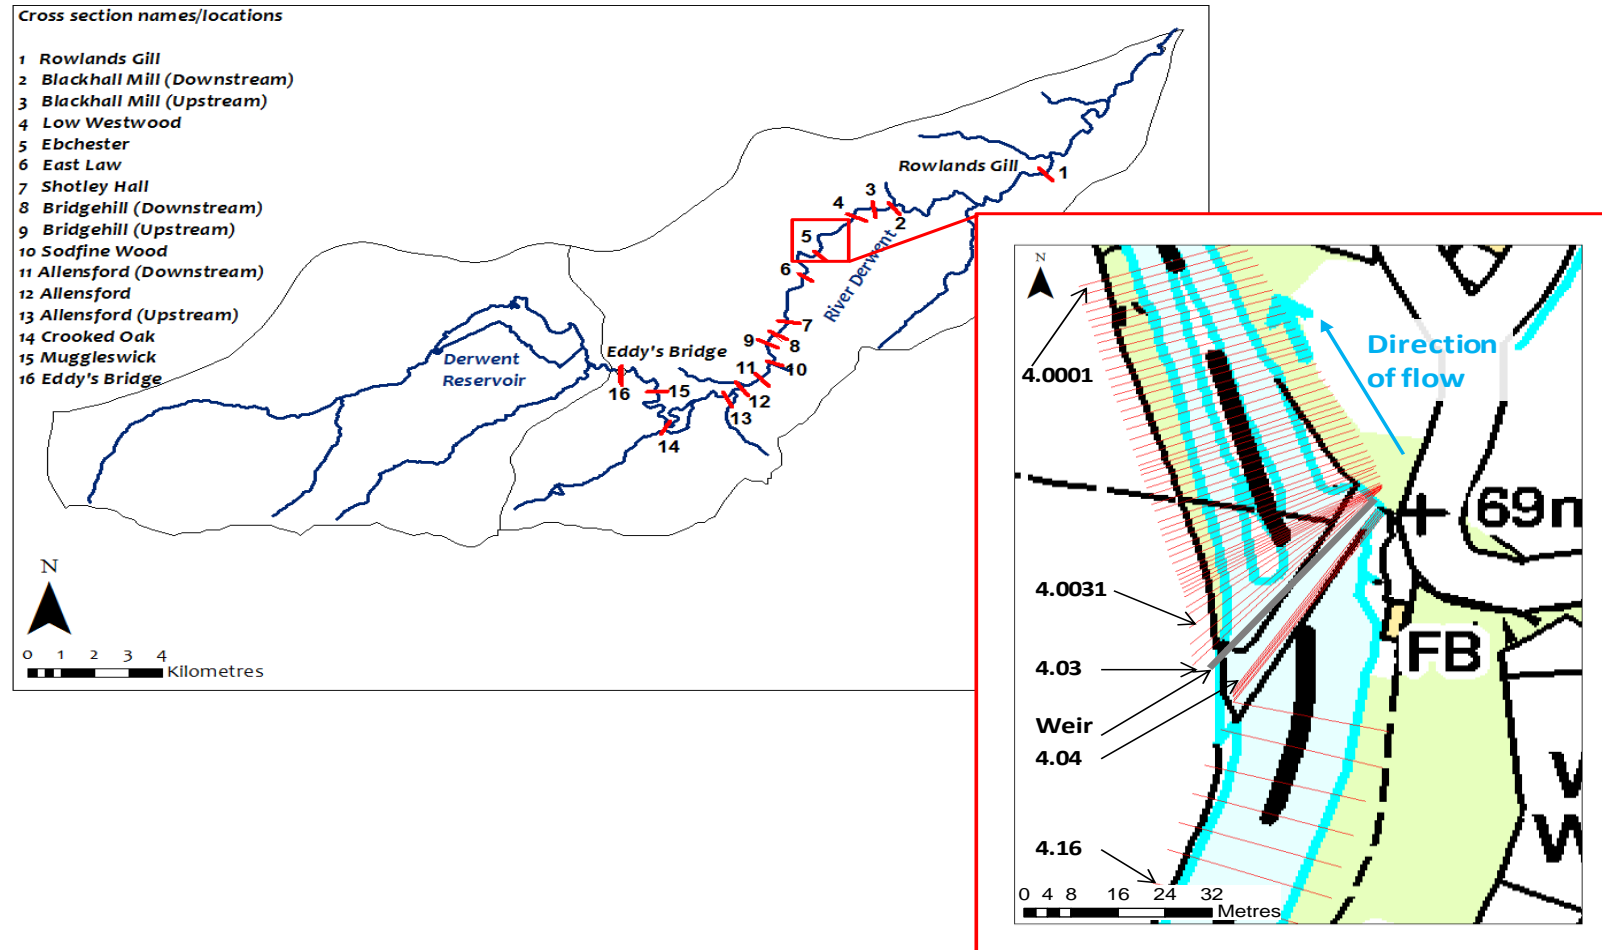 Cross section names/locations
1 Rowlands Gill
2 Blackhall Mill (Downstream)
3 Blackhall Mill (Upstream)
4 Low Westwood
5 Ebchester
6 East Law
7 Shotley Hall
8 Bridgehill (Downstream)
9 Bridgehill (Upstream)
10 Sodfine Wood
11 Allensford (Downstream)
12 Allensford
13 Allensford (Upstream)
14 Crooked Oak
15 Muggleswick
16 Eddy's Bridge
Rowlands Gill
1
2
3
4
5
6
7
8
9
10
11
12
13
14
15
16
River Derwent
Eddy's Bridge
Derwent
Reservoir
N
0 1 2 3 4
Kilometres
N
4.0001
Direction
of flow
69m
4.0031
4.03
Weir
4.04
FB
4.16
0 4 8 16 24 32
Metres